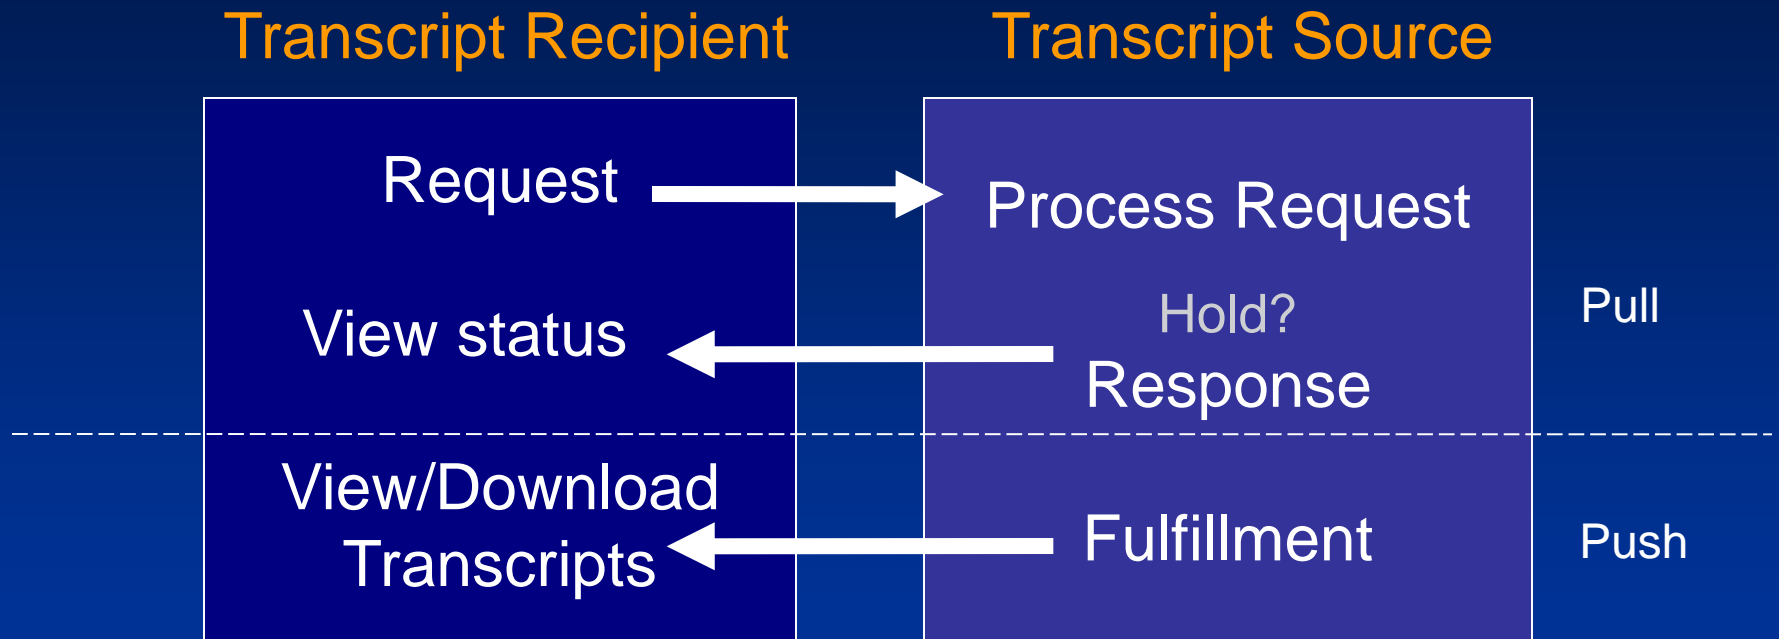 Transcript Recipient
Transcript Source
Request
Process Request
View status
Hold?
Response
Pull
View/Download
Transcripts
Fulfillment
Push